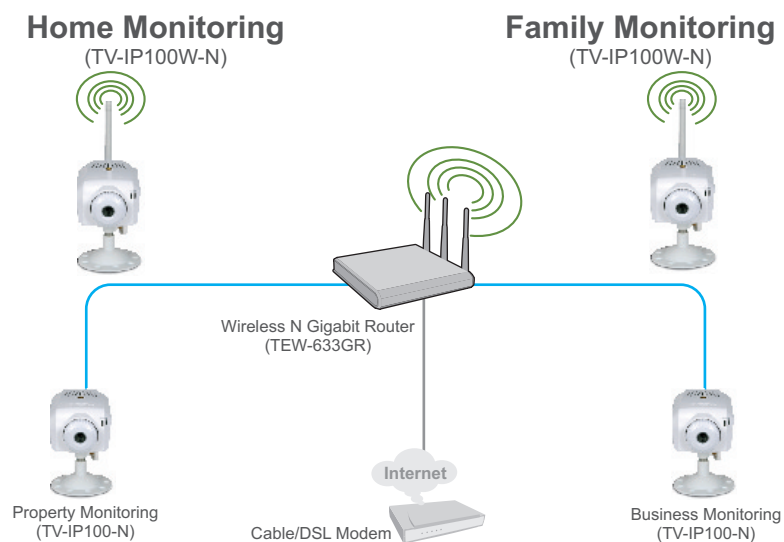 Home Monitoring
(TV-IP100W-N)
Family Monitoring
(TV-IP100W-N)
Wireless N Gigabit Router
(TEW-633GR)
Internet
Property Monitoring
(TV-IP100-N)
Cable/DSL Modem
Business Monitoring
(TV-IP100-N)